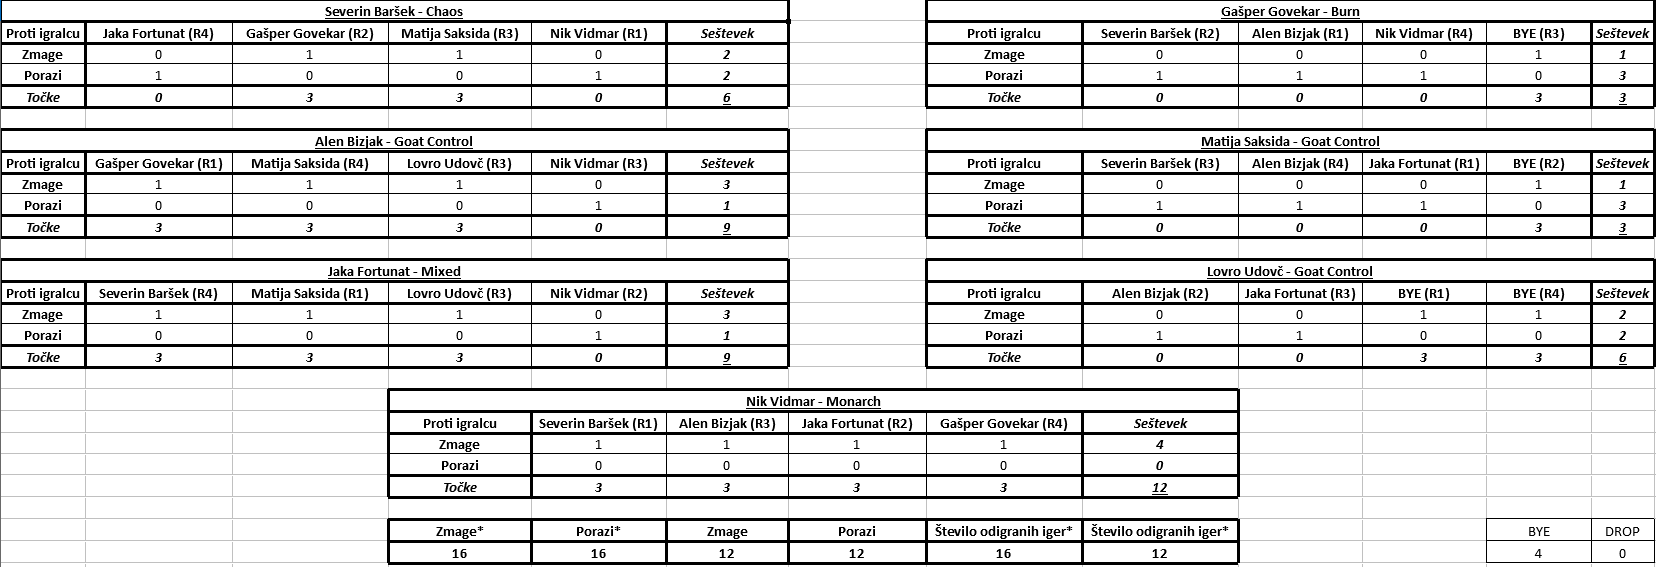 Severin Baršek - Chaos
Proti igralcu Jaka Fortunat (R4) Gašper Govekar (R2) Matija Saksida (R3) Nik Vidmar (R1) Seštevek
Zmage 0 1 1 0 2
Porazi 1 0 0 1 2
Točke 0 3 3 0 6
Gašper Govekar - Burn
Proti igralcu Severin Baršek (R2) Alen Bizjak (R1) Nik Vidmar (R4) BYE (R3) Seštevek
Zmage 0 0 0 1 1
Porazi 1 1 1 0 3
Točke 0 0 0 3 3
Alen Bizjak - Goat Control
Proti igralcu Gašper Govekar (R1) Matija Saksida (R4) Lovro Udovč (R3) Nik Vidmar (R3) Seštevek
Zmage 1 1 1 0 3
Porazi 0 0 0 1 1
Točke 3 3 3 0 9
Matija Saksida - Goat Control
Proti igralcu Severin Baršek (R3) Alen Bizjak (R4) Jaka Fortunat (R1) BYE (R2) Seštevek
Zmage 0 0 0 1 1
Porazi 1 1 1 0 3
Točke 0 0 0 3 3
Jaka Fortunat - Mixed
Proti igralcu Severin Baršek (R4) Matija Saksida (R1) Lovro Udovč (R3) Nik Vidmar (R2) Seštevek
Zmage 1 1 1 0 3
Porazi 0 0 0 1 1
Točke 3 3 3 0 9
Lovro Udovč - Goat Control
Proti igralcu Alen Bizjak (R2) Jaka Fortunat (R3) BYE (R1) BYE (R4) Seštevek
Zmage 0 0 1 1 2
Porazi 1 1 0 0 2
Točke 0 0 3 3 6
Nik Vidmar - Monarch
Proti igralcu Severin Baršek (R1) Alen Bizjak (R3) Jaka Fortunat (R2) Gašper Govekar (R4) Seštevek
Zmage 1 1 1 1 4
Porazi 0 0 0 0 0
Točke 3 3 3 3 12
Zmage* Porazi* Zmage Porazi Število odigranih iger* Število odigranih iger*
16 16 12 12 16 12
BYE DROP
4 0